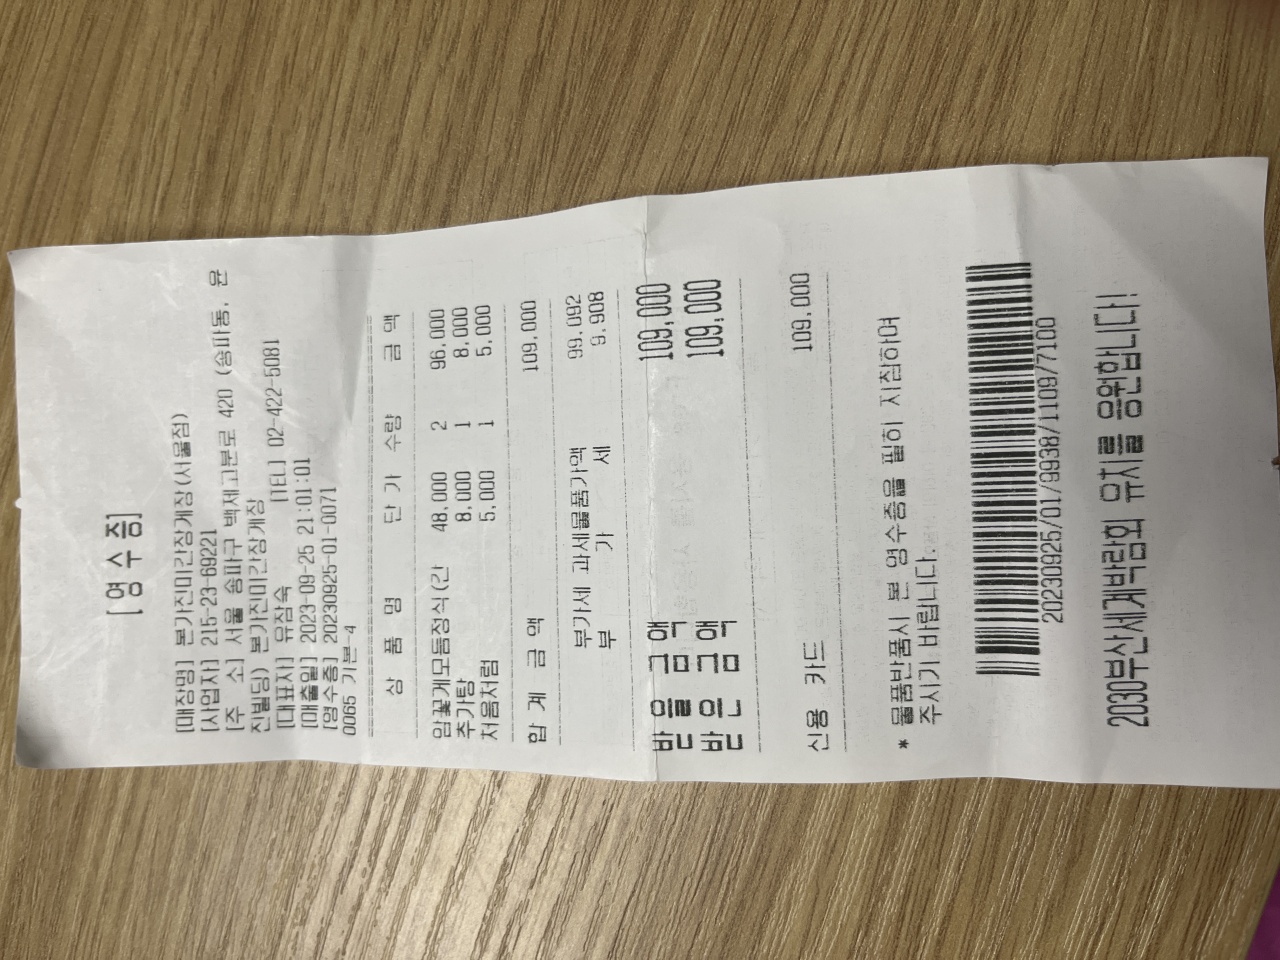 [ 영 수 증 ]
[매장명] 본가진미간장게장(서울점)
[사업자] 215-23-69221
[주 소] 서울 송파구 백제고분로 420 (송파동, 윤
진빌딩) 본가진미간장게장
[대표자] 유잠숙 [TEL] 02-422-5081
[매출일] 2023-09-25 21:01:01
[영수증] 20230925-01-0071
0065 기본-4
상 품 명 단 가 수량 금 액
암꽃게모듬정식(간 48,000 2 96,000
추가탕 8,000 1 8,000
처음처럼 5,000 1 5,000
합 계 금 액 109,000
부가세 과세물품가액 99,092
부 가 세 9,908
받을금액 109,000
받은금액 109,000
신용 카드 109,000
* 물품반품시 본 영수증을 필히 지참하여
주시기 바랍니다.
20230925/01/9938/1109/7100
2030부산세계박람회 유치를 응원합니다!